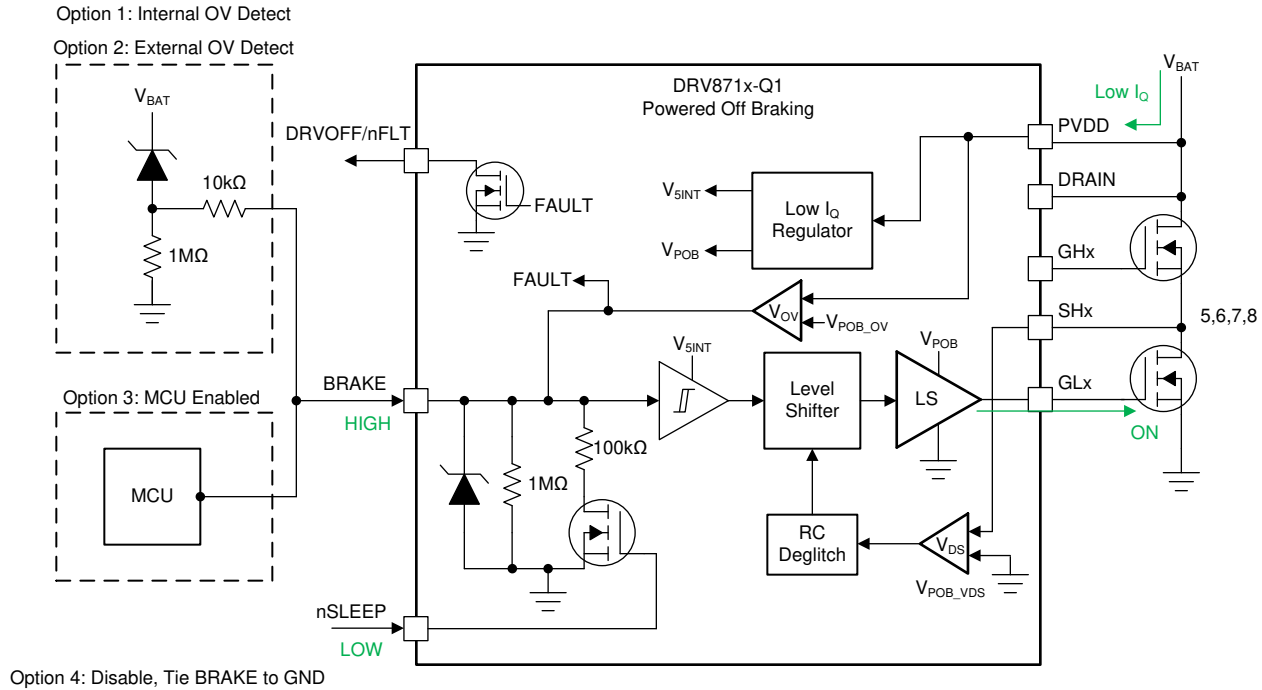 Option 1: Internal OV Detect
Option 2: External OV Detect
VBAT
10kΩ
1MΩ
Option 3: MCU Enabled
MCU
Option 4: Disable, Tie BRAKE to GND
DRV871x-Q1
Powered Off Braking
DRVOFF/nFLT
FAULT
V5INT
VPOB
Low IQ
Regulator
FAULT
VOV
VPOB_OV
BRAKE
HIGH
V5INT
100kΩ
1MΩ
Level
Shifter
VPOB
LS
RC
Deglitch
VDS
VPOB_VDS
nSLEEP
LOW
VBAT
Low IQ
PVDD
DRAIN
GHx
SHx
5,6,7,8
GLx
ON